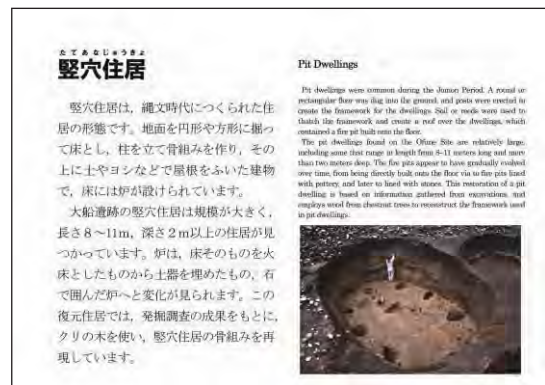 たてあなじゅうきょ
竪穴住居
竪穴住居は，縄文時代につくられた住
居の形態です。地面を円形や方形に掘っ
て床とし，柱を立て骨組みを作り，その
上に土やヨシなどで屋根をふいた建物
で，床には炉が設けられています。
大船遺跡の竪穴住居は規模が大きく，
長さ８〜11m，深さ２m以上の住居が見
つかっています。炉は，床そのものを火
床としたものから土器を埋めたもの，石
で囲んだ炉へと変化が見られます。この
復元住居では，発掘調査の成果をもとに，
クリの木を使い，竪穴住居の骨組みを再
現しています。
Pit Dwellings
Pit dwellings were common during the Jomon Period. A round or
rectangular floor was dug into the ground, and posts were erected to
create the framework for the dwellings. Soil or reeds were used to
thatch the framework and create a roof over the dwellings, which
contained a fire pit built onto the floor.
The pit dwellings found on the Ofune Site are relatively large,
including some that range in length from 8–11 meters long and more
than two meters deep. The fire pits appear to have gradually evolved
over time, from being directly built onto the floor via to fire pits lined
with pottery, and later to lined with stones. This restoration of a pit
dwelling is based on information gathered from excavations, and
employs wood from chestnut trees to reconstruct the framework used
in pit dwellings.